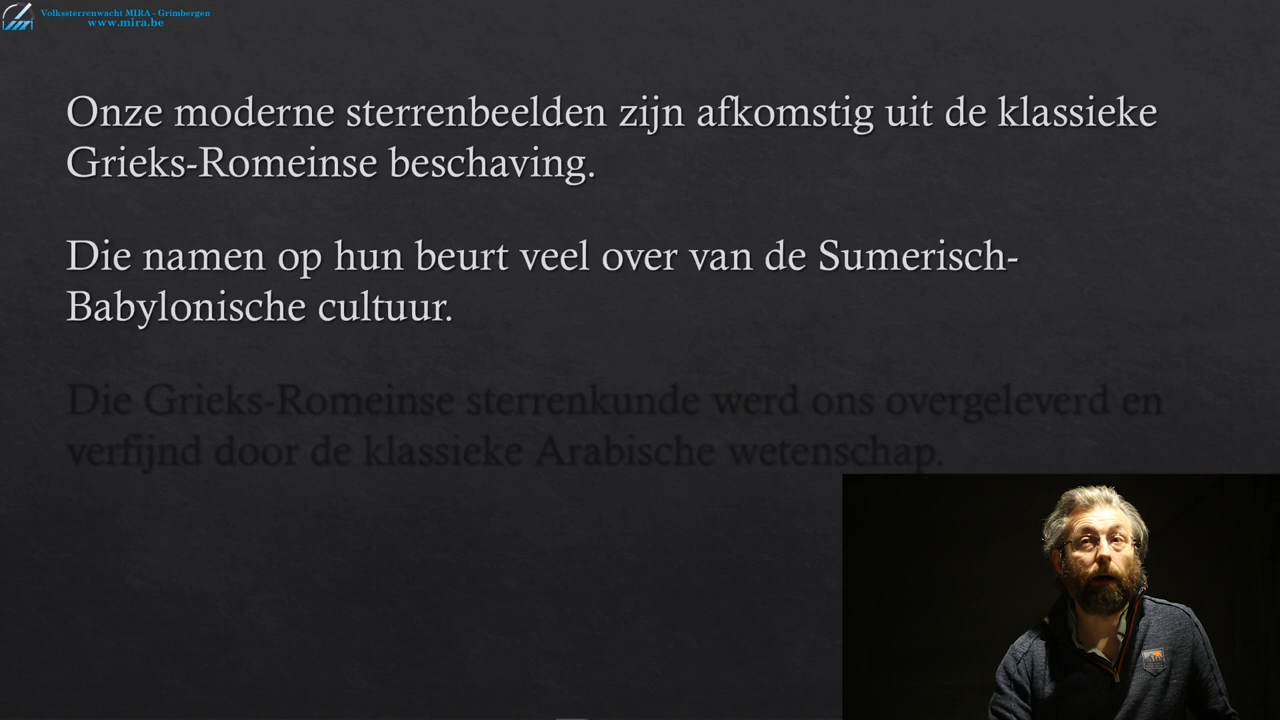 Volkssterrenwacht MIRA - Grimbergen
www.mira.be
Onze moderne sterrenbeelden zijn afkomstig uit de klassieke
Grieks-Romeinse beschaving.
Die namen op hun beurt veel over van de Sumerisch-
Babylonische cultuur.
Die Grieks-Romeinse sterrenkunde werd ons overgeleverd en
verfijnd door de klassieke Arabische wetenschap.